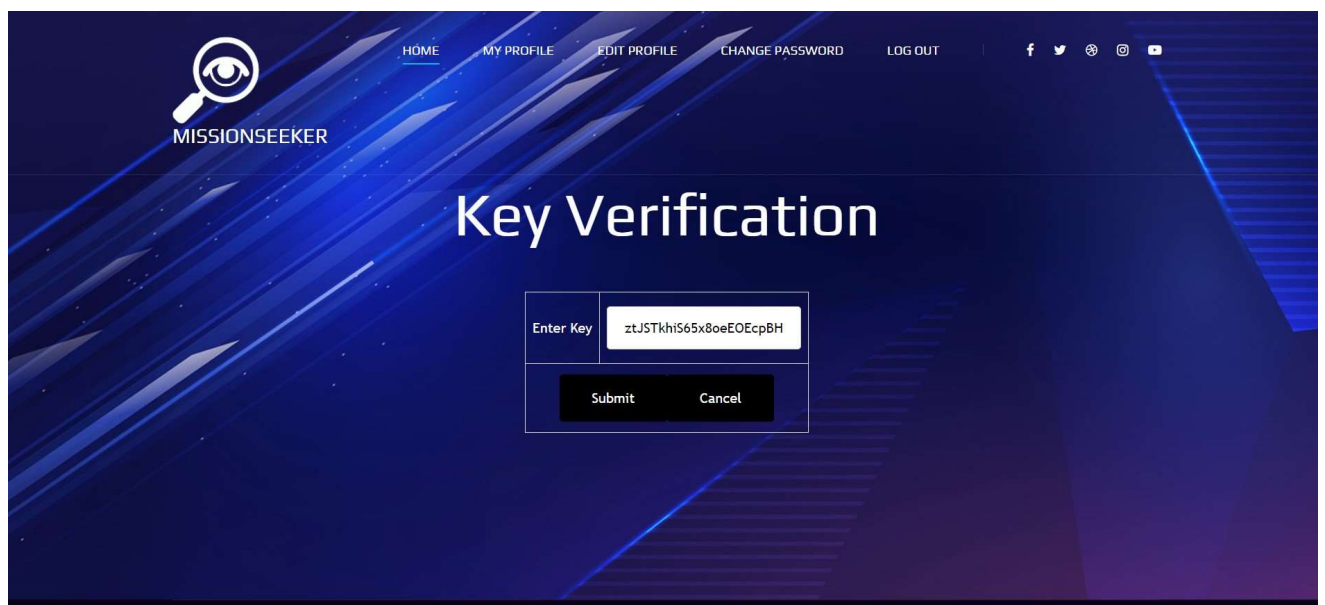 HOME MY PROFILE EDIT PROFILE CHANGE PASSWORD LOG OUT
MISSIONSEEKER
Key Verification
Enter Key ztJSTkhiS65x8oeEOEcpBH
Submit Cancel